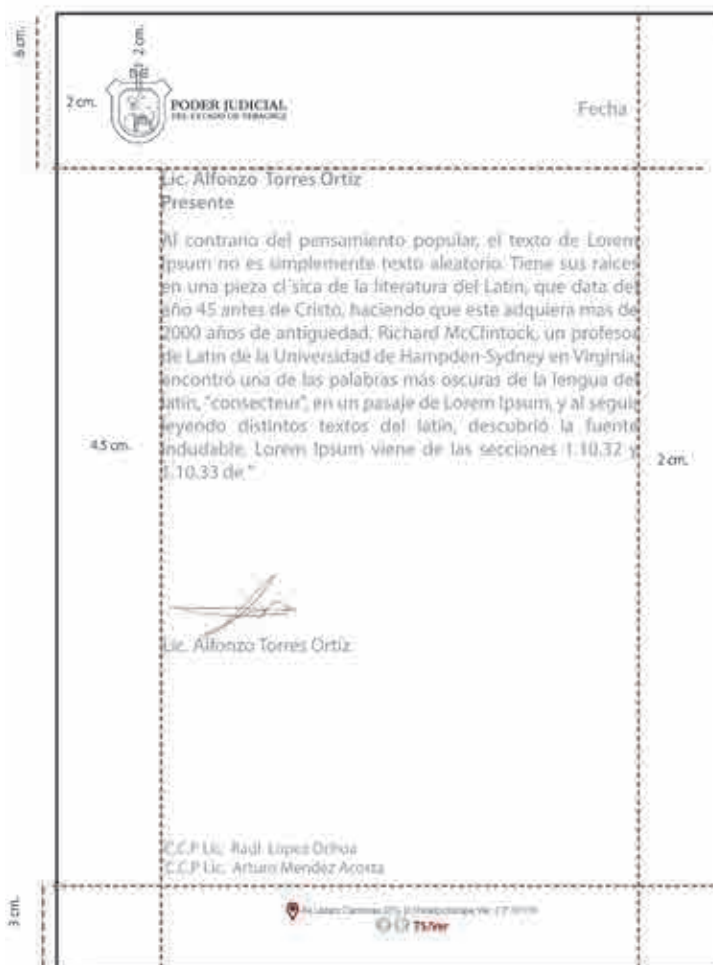 6 cm.
2 cm.
2 cm.
PODER JUDICIAL
DEL ESTADO DE VERACRUZ
Fecha
Lic. Alfonzo Torres Ortiz
Presente
Al contrario del pensamiento popular, el texto de Lorem
Ipsum no es simplemente texto aleatorio. Tiene sus raices
en una pieza cl´sica de la literatura del Latin, que data del
año 45 antes de Cristo, haciendo que este adquiera mas de
2000 años de antiguedad. Richard McClintock, un profesor
de Latin de la Universidad de Hampden-Sydney en Virginia,
encontró una de las palabras más oscuras de la lengua del
latín, "consecteur", en un pasaje de Lorem Ipsum, y al seguir
leyendo distintos textos del latín, descubrió la fuente
indudable. Lorem Ipsum viene de las secciones 1.10.32 y
1.10.33 de "
4.5 cm.
2 cm.
Lic. Alfonzo Torres Ortiz
C.C.P Lic. Raúl López Ochoa
C.C.P Lic. Arturo Mendez Acosta
3 cm.
TSJVer